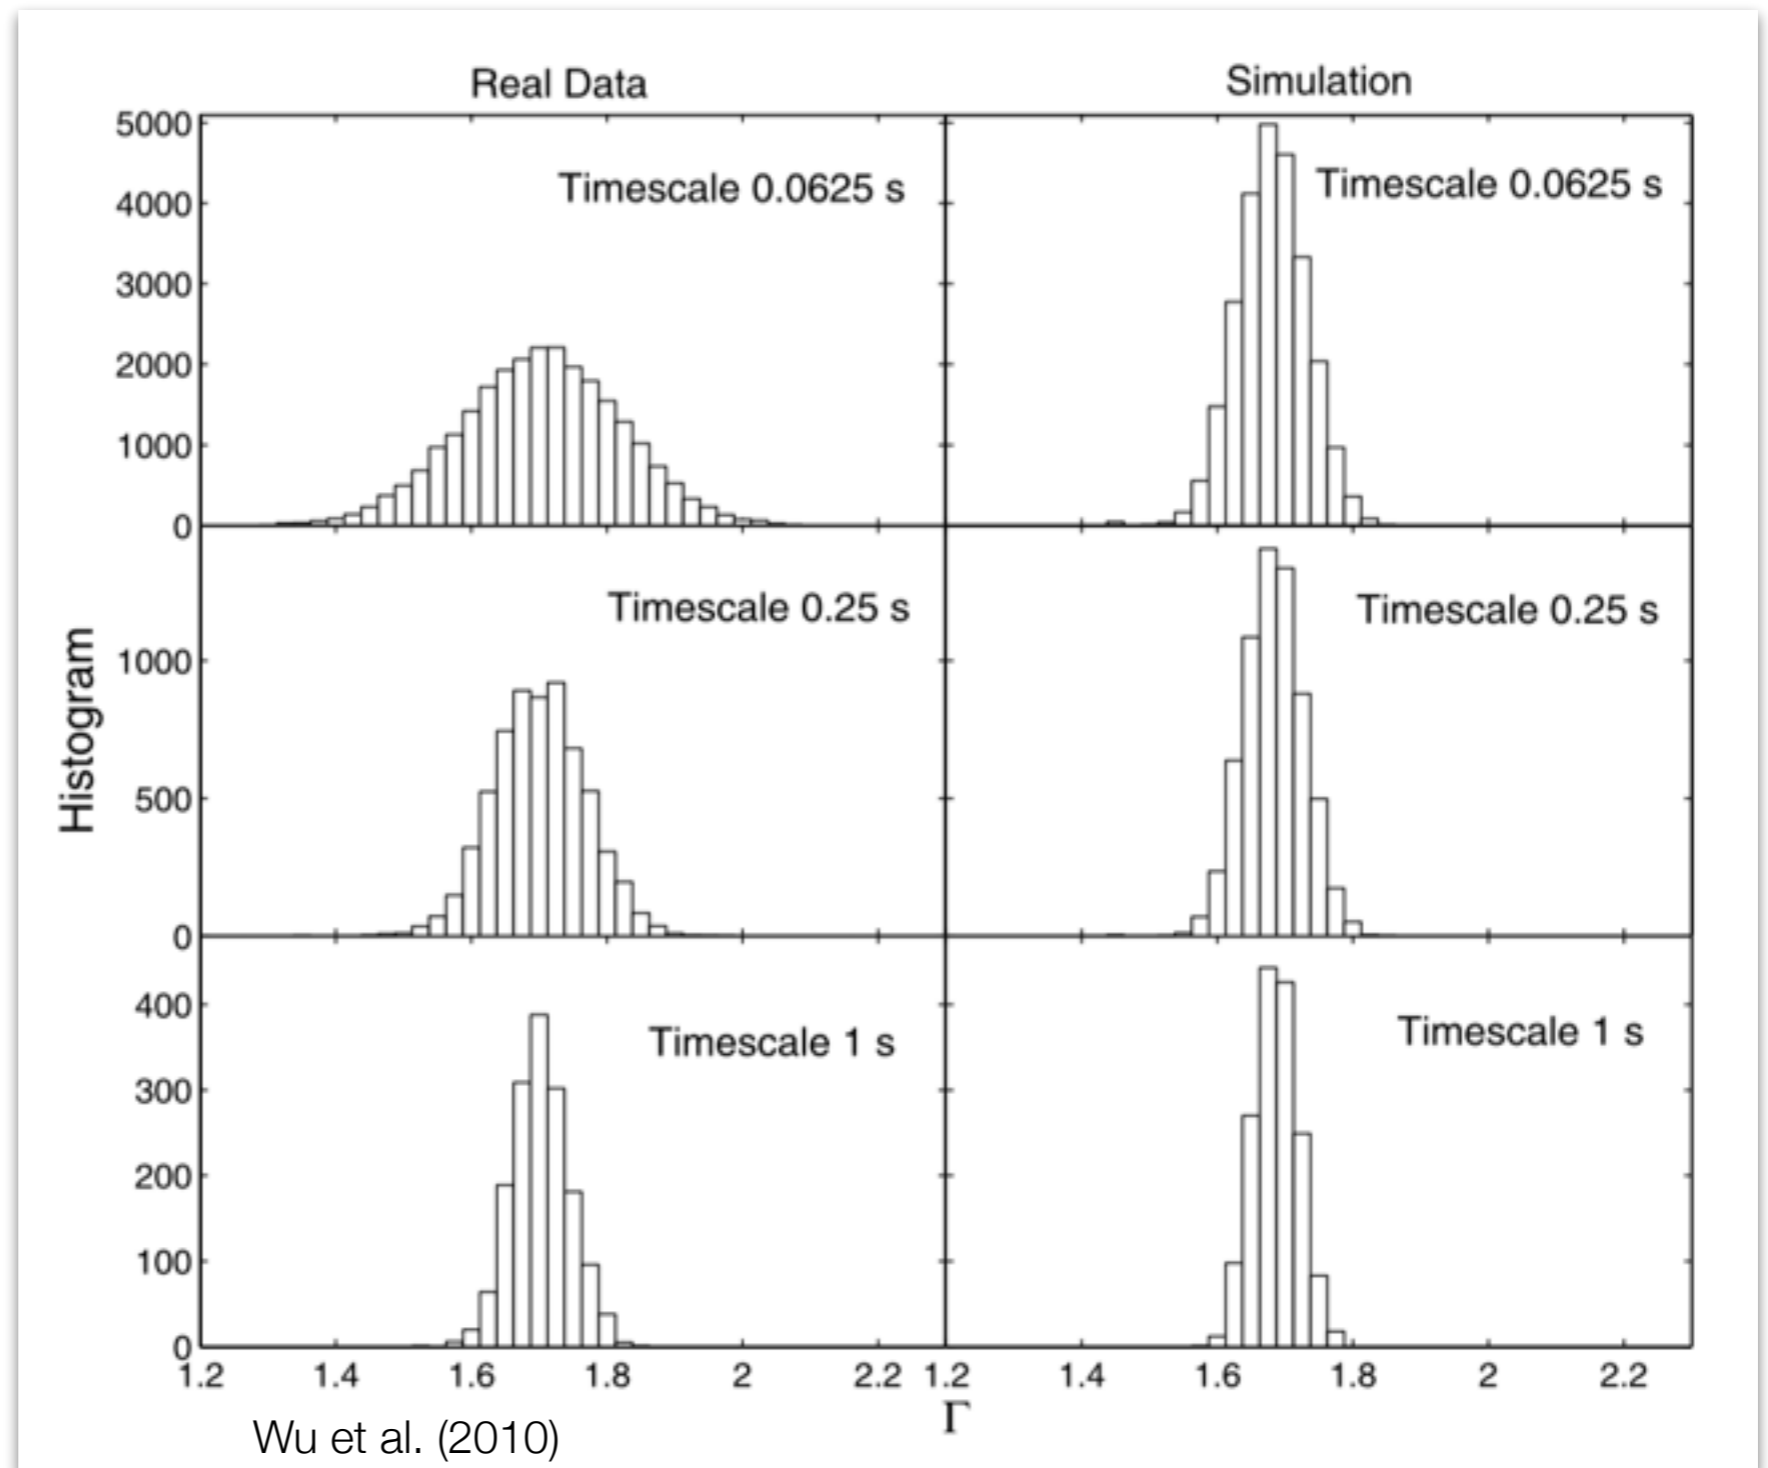 Real Data
Simulation
5000
4000
3000
2000
1000
0
Timescale 0.0625 s
Timescale 0.0625 s
1000
500
0
Timescale 0.25 s
Timescale 0.25 s
Histogram
400
300
200
100
0
Timescale 1 s
Timescale 1 s
1.2 1.4 1.6 1.8 2 2.2 1.2 1.4 1.6 1.8 2 2.2
Γ
Wu et al. (2010)